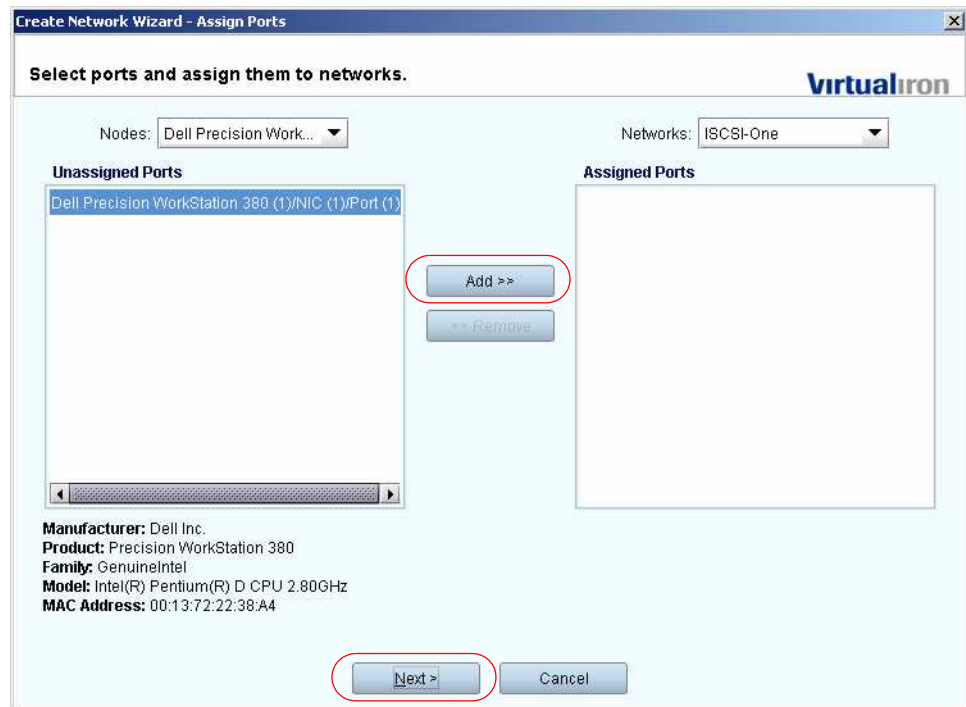 Create Network Wizard - Assign Ports
Select ports and assign them to networks.
VirtualIron
Nodes: Dell Precision Work...
Networks: ISCSI-One
Unassigned Ports
Assigned Ports
Dell Precision WorkStation 380 (1)/NIC (1)/Port (1)
Add >>
<< Remove
Manufacturer: Dell Inc.
Product: Precision WorkStation 380
Family: GenuineIntel
Model: Intel(R) Pentium(R) D CPU 2.80GHz
MAC Address: 00:13:72:22:38:A4
Next >
Cancel